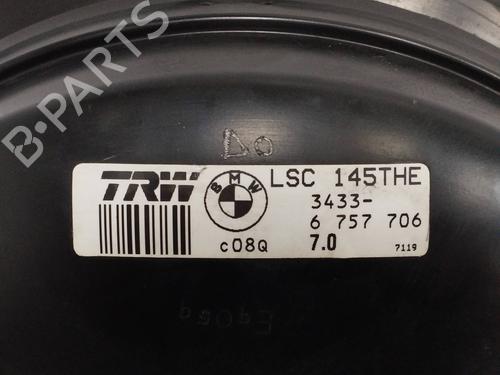 B-PARTS
TRW
BMW
LSC 145THE
3433-
6 757 706
c08Q
7.0
7119